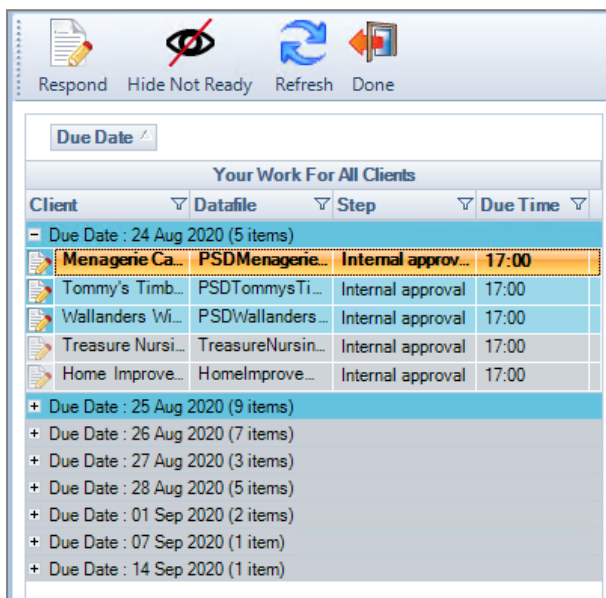 Respond Hide Not Ready Refresh Done
Due Date
Your Work For All Clients
Client Datafile Step Due Time
Due Date : 24 Aug 2020 (5 items)
Menagerie Ca... PSDMenagerie... Internal approv... 17:00
Tommy's Timb... PSDTommysTi... Internal approval 17:00
Wallanders Wi... PSDWallanders... Internal approval 17:00
Treasure Nursi... TreasureNursin... Internal approval 17:00
Home Improve... HomeImprove... Internal approval 17:00
Due Date : 25 Aug 2020 (9 items)
Due Date : 26 Aug 2020 (7 items)
Due Date : 27 Aug 2020 (3 items)
Due Date : 28 Aug 2020 (5 items)
Due Date : 01 Sep 2020 (2 items)
Due Date : 07 Sep 2020 (1 item)
Due Date : 14 Sep 2020 (1 item)